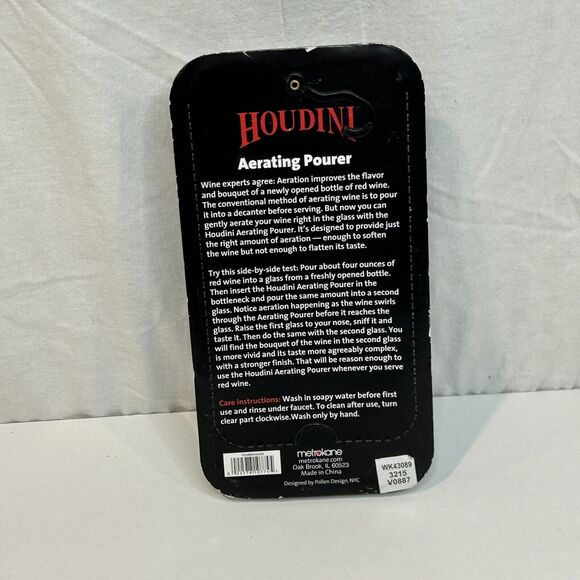 HOUDINI
Aerating Pourer
Wine experts agree: Aeration improves the flavor
and bouquet of a newly opened bottle of red wine.
The conventional method of aerating wine is to pour
it into a decanter before serving. But now you can
gently aerate your wine right in the glass with the
Houdini Aerating Pourer. It's designed to provide just
the right amount of aeration — enough to soften
the wine but not enough to flatten its taste.
Try this side-by-side test: Pour about four ounces of
red wine into a glass from a freshly opened bottle.
Then insert the Houdini Aerating Pourer in the
bottleneck and pour the same amount into a second
glass. Notice aeration happening as the wine swirls
through the Aerating Pourer before it reaches the
glass. Raise the first glass to your nose, sniff it and
taste it. Then do the same with the second glass. You
will find the bouquet of the wine in the second glass
is more vivid and its taste more agreeably complex,
with a stronger finish. That will be reason enough to
use the Houdini Aerating Pourer whenever you serve
red wine.
Care instructions: Wash in soapy water before first
use and rinse under faucet. To clean after use, turn
clear part clockwise.Wash only by hand.
metrokane
metrokane.com
Oak Brook, IL 60523
Made in China
Designed by Pollen Design, NYC
WK43089
3215
V0887